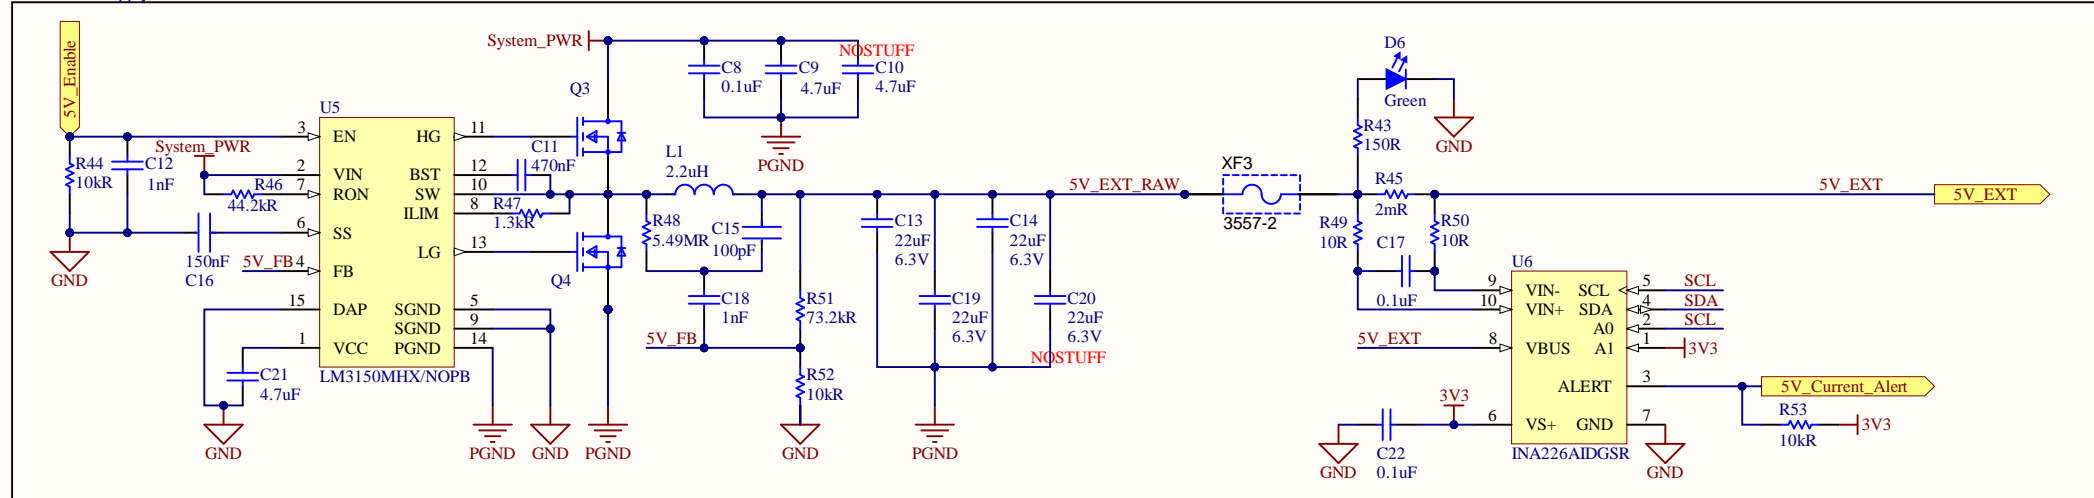 5V_Enable
System_PWR
NOSTUFF
C8
0.1uF
C9
4.7uF
C10
4.7uF
PGND
Q3
D6
Green
GND
R43
150R
U5
3 EN
HG 11
System_PWR
2 VIN
BST 12
7 RON
SW 10
ILIM 8
6 SS
LG 13
5V_FB 4 FB
15 DAP
SGND 5
SGND 9
1 VCC
PGND 14
LM3150MHX/NOPB
R44
10kR
C12
1nF
R46
44.2kR
150nF
C16
GND
C21
4.7uF
GND
C11
470nF
R47
1.3kR
Q4
PGND
GND
PGND
L1
2.2uH
R48
5.49MR
C15
100pF
C18
1nF
5V_FB
R51
73.2kR
R52
10kR
GND
C13
22uF
6.3V
C14
22uF
6.3V
C19
22uF
6.3V
C20
22uF
6.3V
NOSTUFF
PGND
5V_EXT_RAW
XF3
3557-2
R45
2mR
5V_EXT
5V_EXT
R49
10R
R50
10R
C17
0.1uF
U6
9 VIN-
SCL 5 SCL
10 VIN+
SDA 4 SDA
A0 2 SCL
5V_EXT 8 VBUS
A1 1 3V3
ALERT 3
5V_Current_Alert
6 VS+
GND 7
INA226AIDGSR
3V3
C22
0.1uF
GND
GND
R53
10kR
3V3